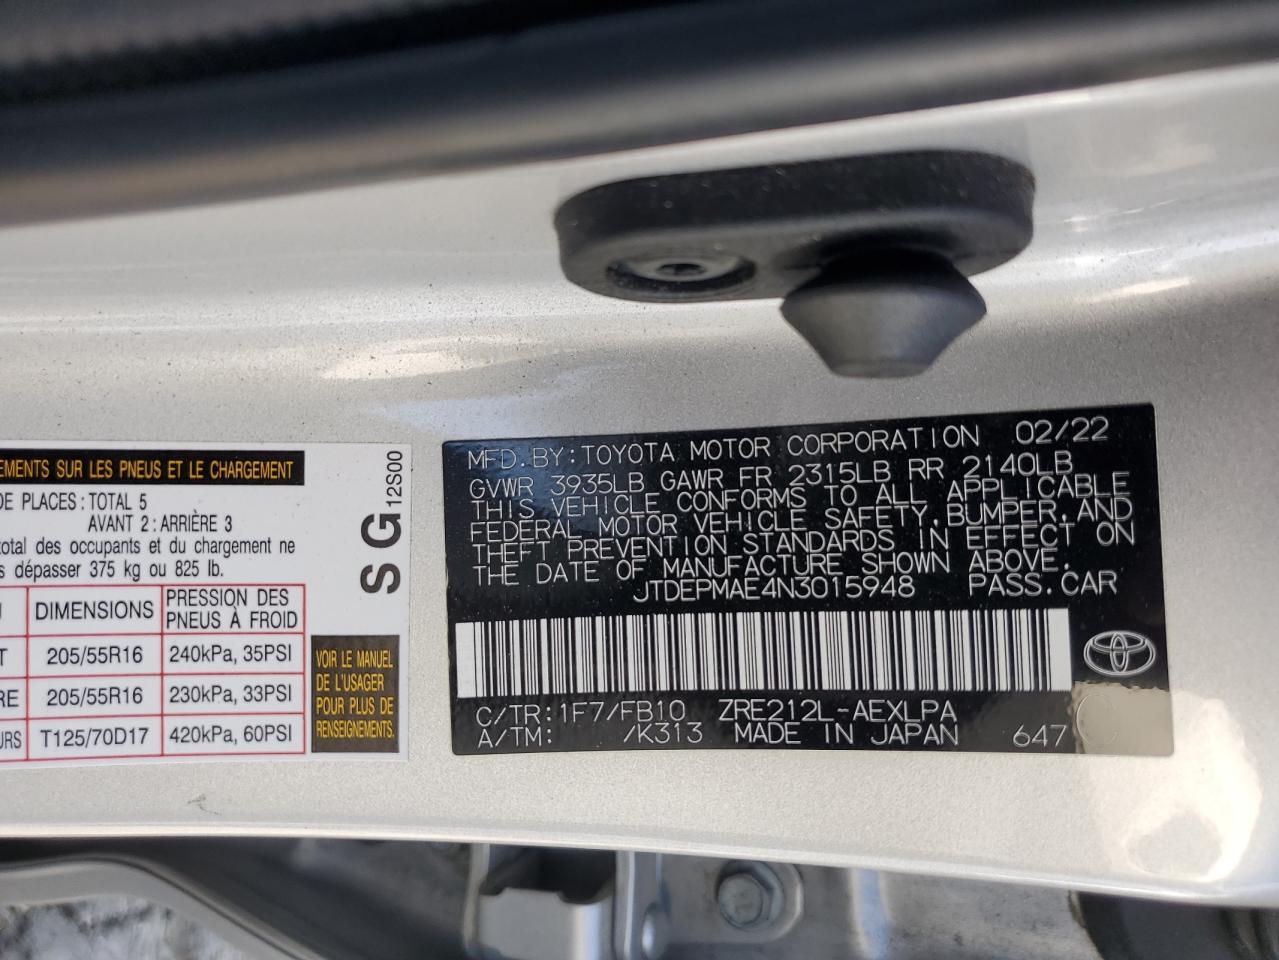 EMENTS SUR LES PNEUS ET LE CHARGEMENT
DE PLACES: TOTAL 5
AVANT 2: ARRIÈRE 3
total des occupants et du chargement ne
s dépasser 375 kg ou 825 lb.
DIMENSIONS PRESSION DES PNEUS À FROID
T 205/55R16 240kPa, 35PSI
RE 205/55R16 230kPa, 33PSI
URS T125/70D17 420kPa, 60PSI
SG 12S00
VOIR LE MANUEL
DE L'USAGER
POUR PLUS DE
RENSEIGNEMENTS.
MFD. BY: TOYOTA MOTOR CORPORATION 02/22
GVWR 3935LB GAWR FR 2315LB RR 2140LB
THIS VEHICLE CONFORMS TO ALL APPLICABLE
FEDERAL MOTOR VEHICLE SAFETY, BUMPER, AND
THEFT PREVENTION STANDARDS IN EFFECT ON
THE DATE OF MANUFACTURE SHOWN ABOVE.
JTDEPMAE4N3015948 PASS. CAR
C/TR: 1F7/FB10 ZRE212L-AEXLPA
A/TM: /K313 MADE IN JAPAN 647